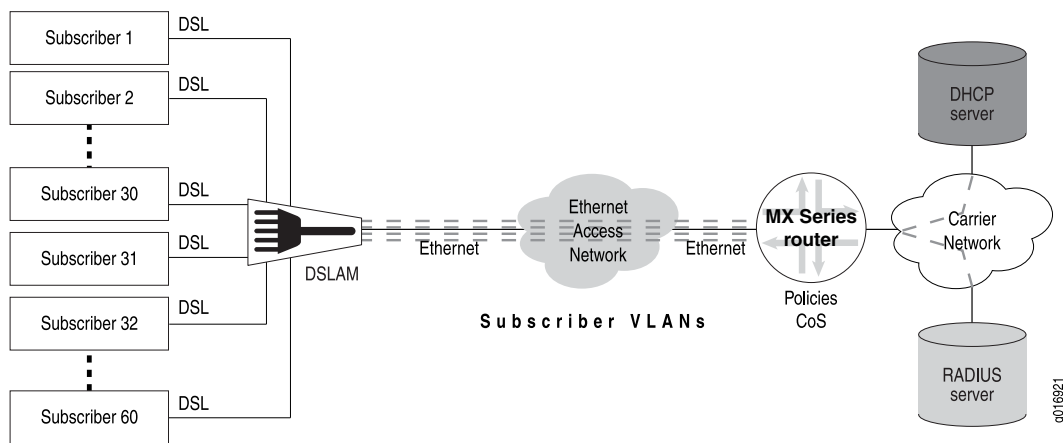 Subscriber 1
DSL
Subscriber 2
DSL
Subscriber 30
DSL
Subscriber 31
DSL
Subscriber 32
DSL
Subscriber 60
DSL
DSLAM
Ethernet
Ethernet
Access
Network
Ethernet
Subscriber VLANs
MX Series
router
Policies
CoS
DHCP
server
Carrier
Network
RADIUS
server
g016921